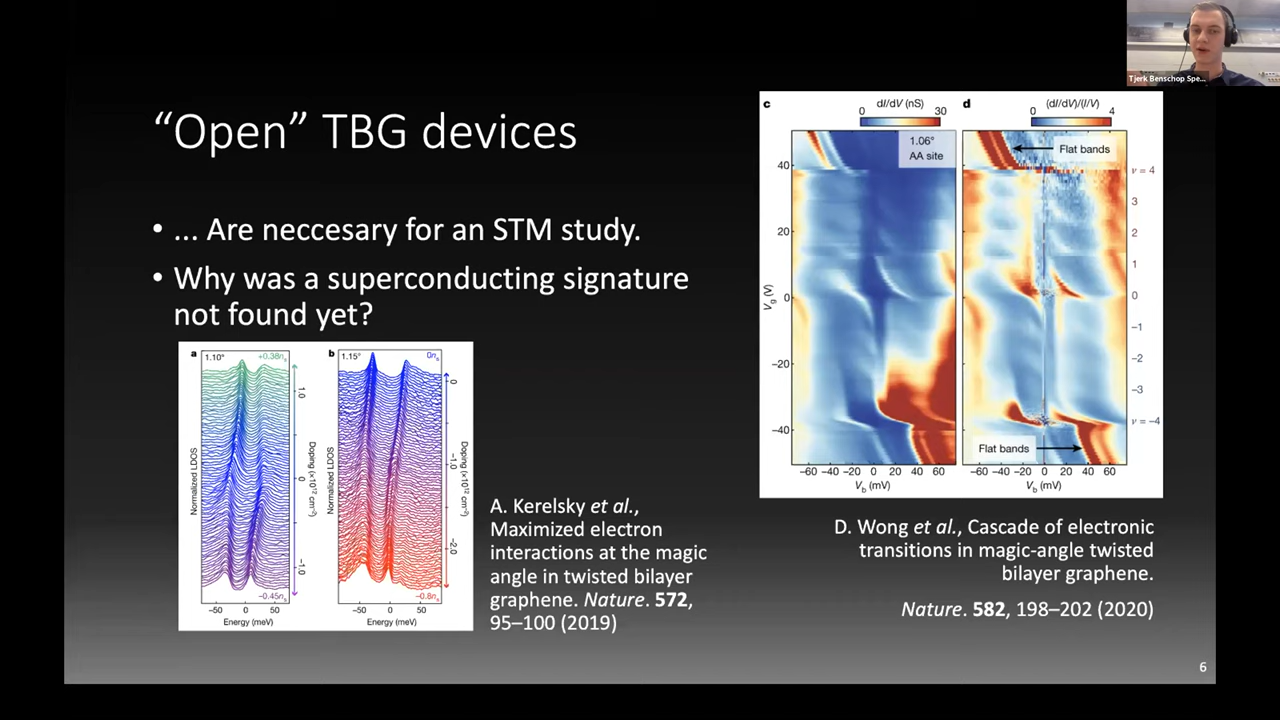 Tjerk Benschop Spe...
“Open” TBG devices
• ... Are neccesary for an STM study.
• Why was a superconducting signature
not found yet?
a
1.10°
+0.38nₛ
1.0
0
−1.0
−0.45nₛ
Normalized LDOS
Doping (×10¹² cm⁻²)
−50 0 50
Energy (meV)
b
1.15°
0nₛ
0
−1.0
−2.0
−0.8nₛ
Normalized LDOS
Doping (×10¹² cm⁻²)
−50 0 50
Energy (meV)
A. Kerelsky et al.,
Maximized electron
interactions at the magic
angle in twisted bilayer
graphene. Nature. 572,
95–100 (2019)
c
dI/dV (nS)
0 30
1.06°
AA site
40
20
0
−20
−40
V_g (V)
−60 −40 −20 0 20 40 60
V_b (mV)
d
(dI/dV)/(I/V)
0 4
Flat bands
ν = 4
3
2
1
0
−1
−2
−3
ν = −4
Flat bands
−60 −40 −20 0 20 40 60
V_b (mV)
D. Wong et al., Cascade of electronic
transitions in magic-angle twisted
bilayer graphene.
Nature. 582, 198–202 (2020)
6